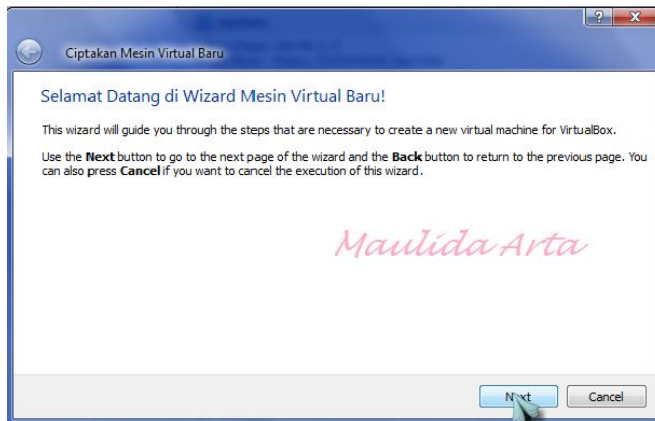 Ciptakan Mesin Virtual Baru
Selamat Datang di Wizard Mesin Virtual Baru!
This wizard will guide you through the steps that are necessary to create a new virtual machine for VirtualBox.
Use the Next button to go to the next page of the wizard and the Back button to return to the previous page. You
can also press Cancel if you want to cancel the execution of this wizard.
Maulida Arta
Next
Cancel